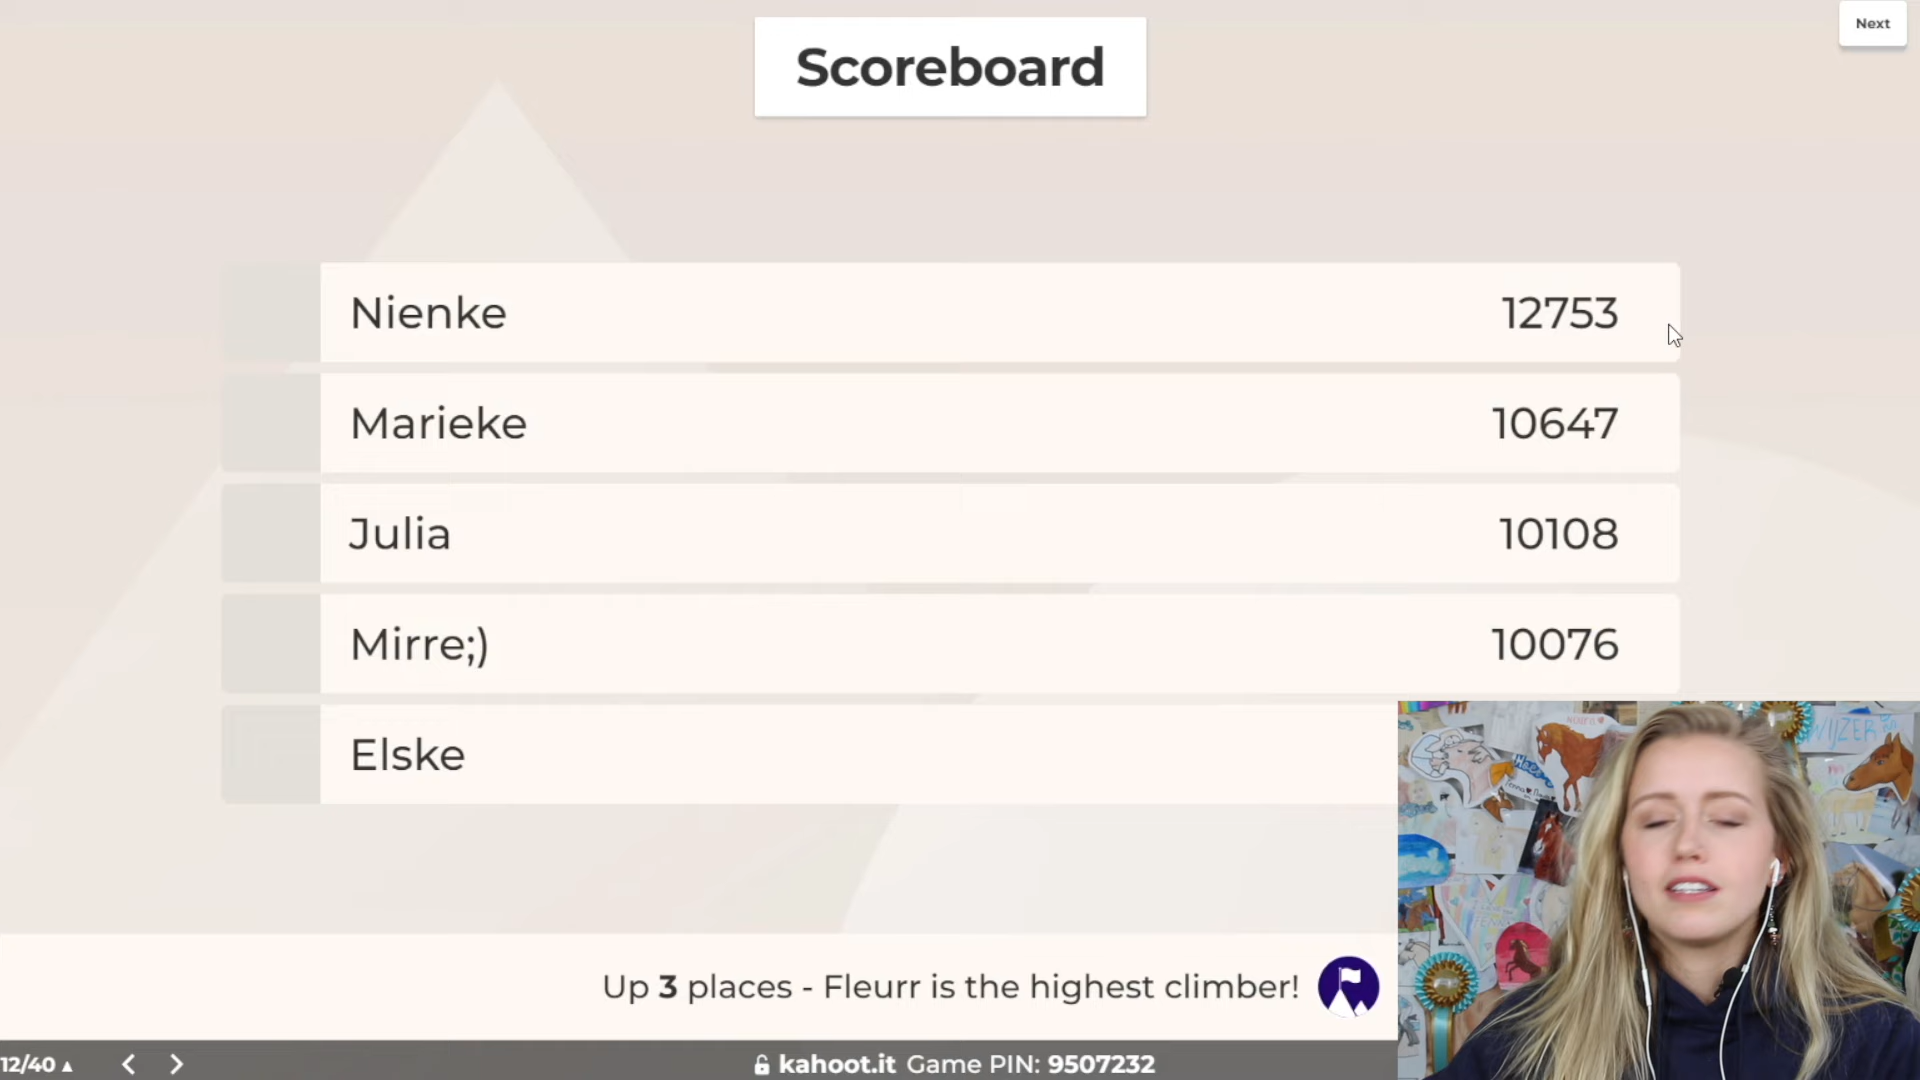 Next
Scoreboard
Nienke 12753
Marieke 10647
Julia 10108
Mirre;) 10076
Elske
WIJZER
Up 3 places - Fleurr is the highest climber!
12/40
kahoot.it Game PIN: 9507232